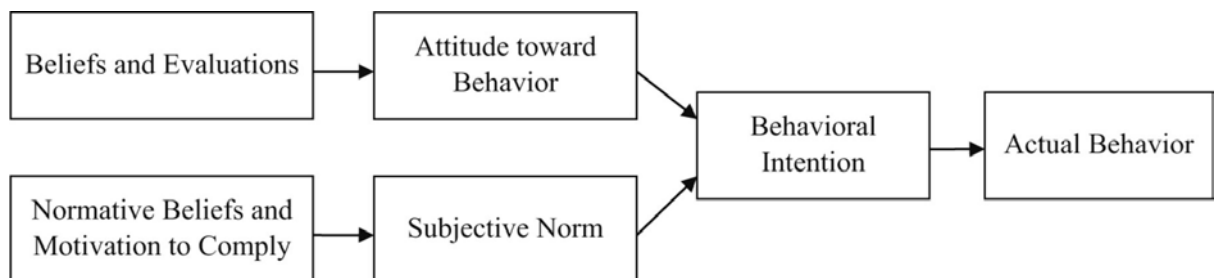 Beliefs and Evaluations
Attitude toward
Behavior
Normative Beliefs and
Motivation to Comply
Subjective Norm
Behavioral
Intention
Actual Behavior